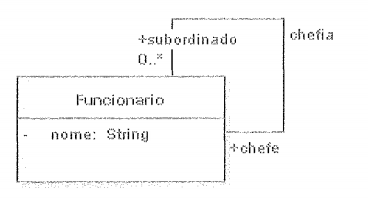 +subordinado
chefia
0..*
Funcionario
- nome: String
+chefe